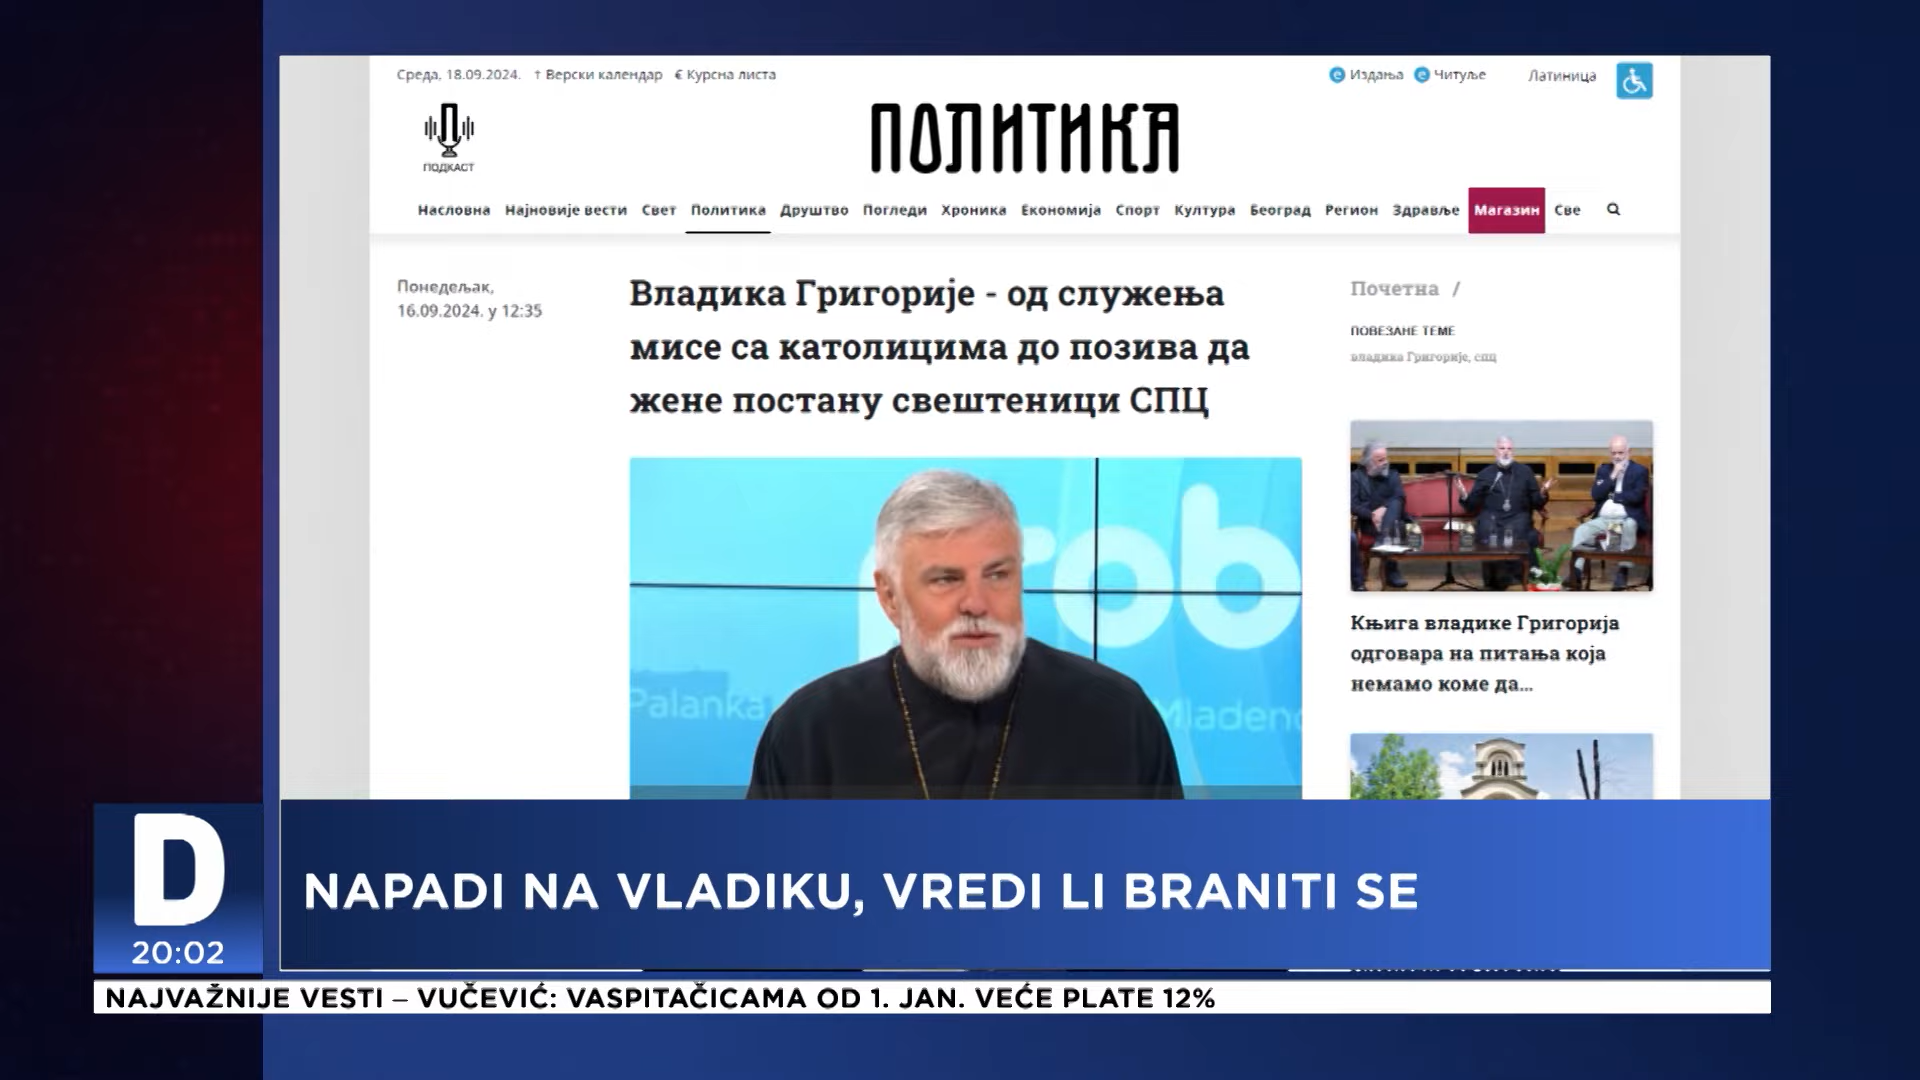 Среда, 18.09.2024. † Верски календар € Курсна листа
Издања Читуље Латиница
ПОДКАСТ
ПОЛИТИКА
Насловна Најновије вести Свет Политика Друштво Погледи Хроника Економија Спорт Култура Београд Регион Здравље Магазин Све
Понедељак,
16.09.2024. у 12:35
Владика Григорије - од служења
мисе са католицима до позива да
жене постану свештеници СПЦ
Почетна /
ПОВЕЗАНЕ ТЕМЕ
владика Григорије, спц
rob
Palanka
Mladeno
Књига владике Григорија
одговара на питања која
немамо коме да...
D
20:02
NAPADI NA VLADIKU, VREDI LI BRANITI SE
NAJVAŽNIJE VESTI – VUČEVIĆ: VASPITAČICAMA OD 1. JAN. VEĆE PLATE 12%